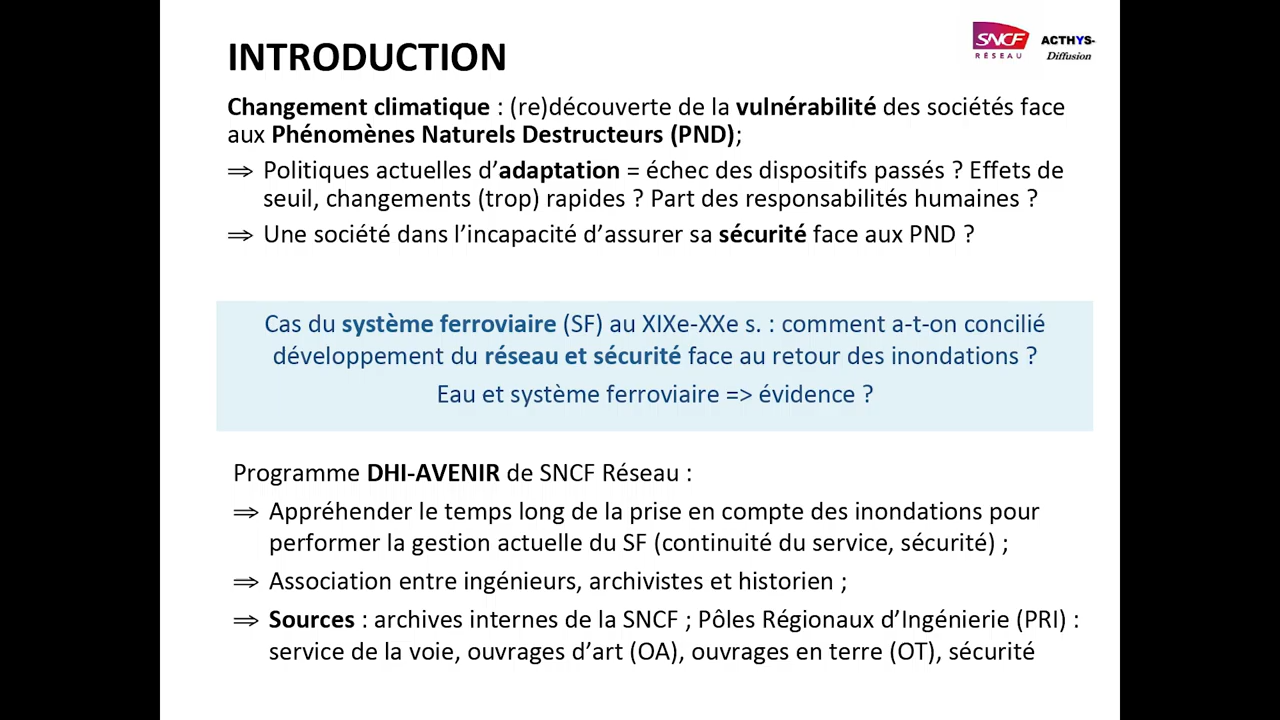 INTRODUCTION
SNCF
RÉSEAU
ACTHYS-
Diffusion
Changement climatique : (re)découverte de la vulnérabilité des sociétés face
aux Phénomènes Naturels Destructeurs (PND);
⇒ Politiques actuelles d’adaptation = échec des dispositifs passés ? Effets de
seuil, changements (trop) rapides ? Part des responsabilités humaines ?
⇒ Une société dans l’incapacité d’assurer sa sécurité face aux PND ?
Cas du système ferroviaire (SF) au XIXe-XXe s. : comment a-t-on concilié
développement du réseau et sécurité face au retour des inondations ?
Eau et système ferroviaire => évidence ?
Programme DHI-AVENIR de SNCF Réseau :
⇒ Appréhender le temps long de la prise en compte des inondations pour
performer la gestion actuelle du SF (continuité du service, sécurité) ;
⇒ Association entre ingénieurs, archivistes et historien ;
⇒ Sources : archives internes de la SNCF ; Pôles Régionaux d’Ingénierie (PRI) :
service de la voie, ouvrages d’art (OA), ouvrages en terre (OT), sécurité